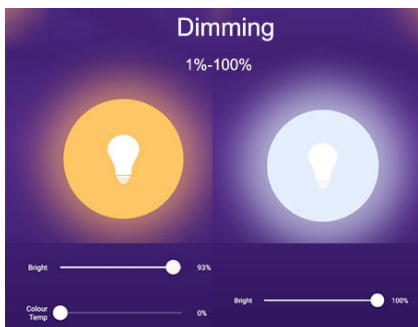 Dimming
1%-100%
Bright 93%
Colour
Temp 0%
Bright 100%